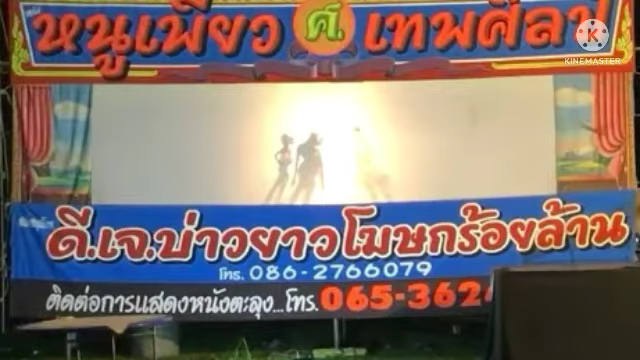 หนูเพียว ศ. เทพศิลป์
KINEMASTER
ดี.เจ.บ่าวยาวโฆษกร้อยล้าน
โทร. 086-2766079
ติดต่อการแสดงหนังตะลุง...โทร. 065-362